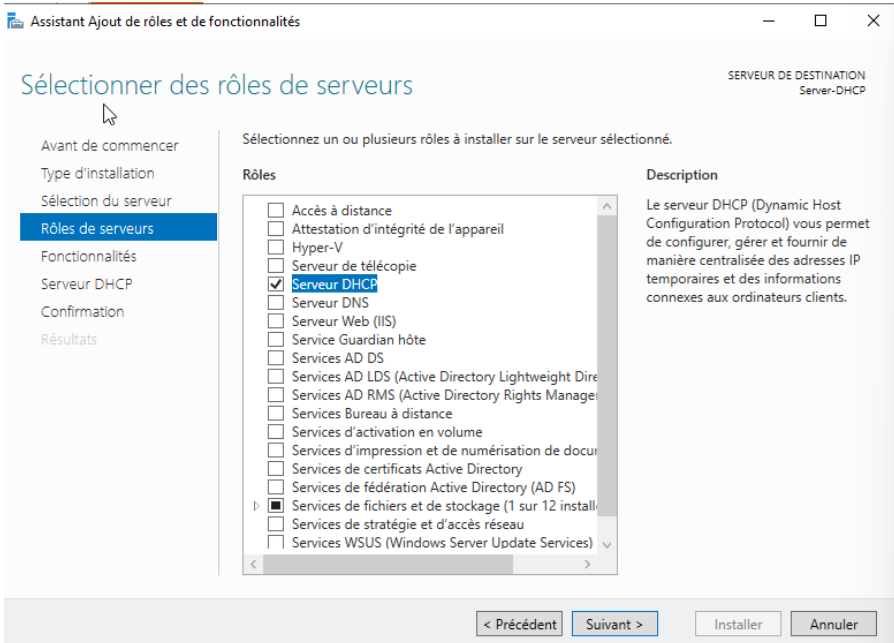 Assistant Ajout de rôles et de fonctionnalités
Sélectionner des rôles de serveurs
SERVEUR DE DESTINATION
Server-DHCP
Avant de commencer
Type d'installation
Sélection du serveur
Rôles de serveurs
Fonctionnalités
Serveur DHCP
Confirmation
Résultats
Sélectionnez un ou plusieurs rôles à installer sur le serveur sélectionné.
Rôles
Accès à distance
Attestation d'intégrité de l'appareil
Hyper-V
Serveur de télécopie
Serveur DHCP
Serveur DNS
Serveur Web (IIS)
Service Guardian hôte
Services AD DS
Services AD LDS (Active Directory Lightweight Dire
Services AD RMS (Active Directory Rights Manager
Services Bureau à distance
Services d'activation en volume
Services d'impression et de numérisation de docu
Services de certificats Active Directory
Services de fédération Active Directory (AD FS)
Services de fichiers et de stockage (1 sur 12 install
Services de stratégie et d'accès réseau
Services WSUS (Windows Server Update Services)
Description
Le serveur DHCP (Dynamic Host
Configuration Protocol) vous permet
de configurer, gérer et fournir de
manière centralisée des adresses IP
temporaires et des informations
connexes aux ordinateurs clients.
< Précédent
Suivant >
Installer
Annuler